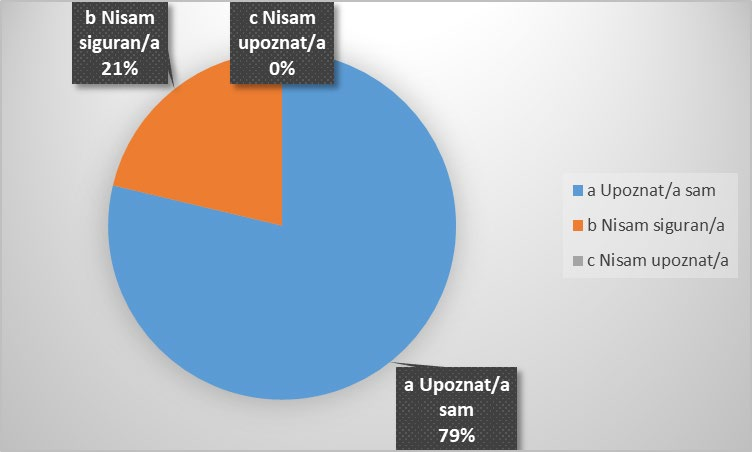 b Nisam
siguran/a
21%
c Nisam
upoznat/a
0%
a Upoznat/a sam
b Nisam siguran/a
c Nisam upoznat/a
a Upoznat/a
sam
79%